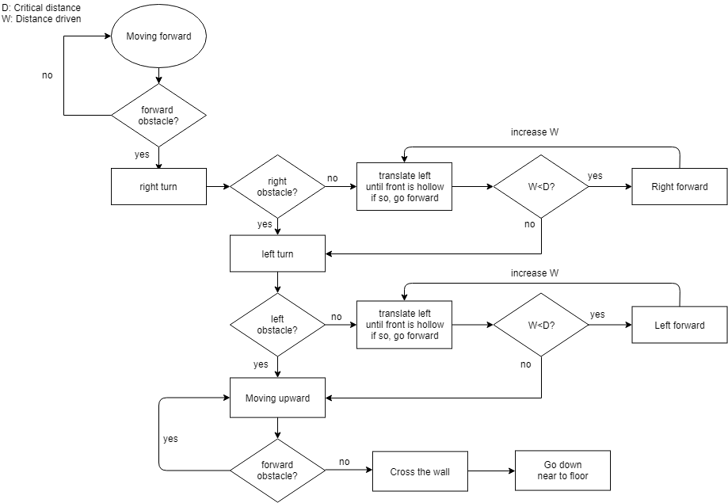 D: Critical distance
W: Distance driven
Moving forward
no
forward
obstacle?
yes
right turn
right
obstacle?
no
translate left
until front is hollow
if so, go forward
increase W
W<D?
yes
Right forward
yes
no
left turn
left
obstacle?
no
translate left
until front is hollow
if so, go forward
increase W
W<D?
yes
Left forward
yes
no
Moving upward
yes
forward
obstacle?
no
Cross the wall
Go down
near to floor